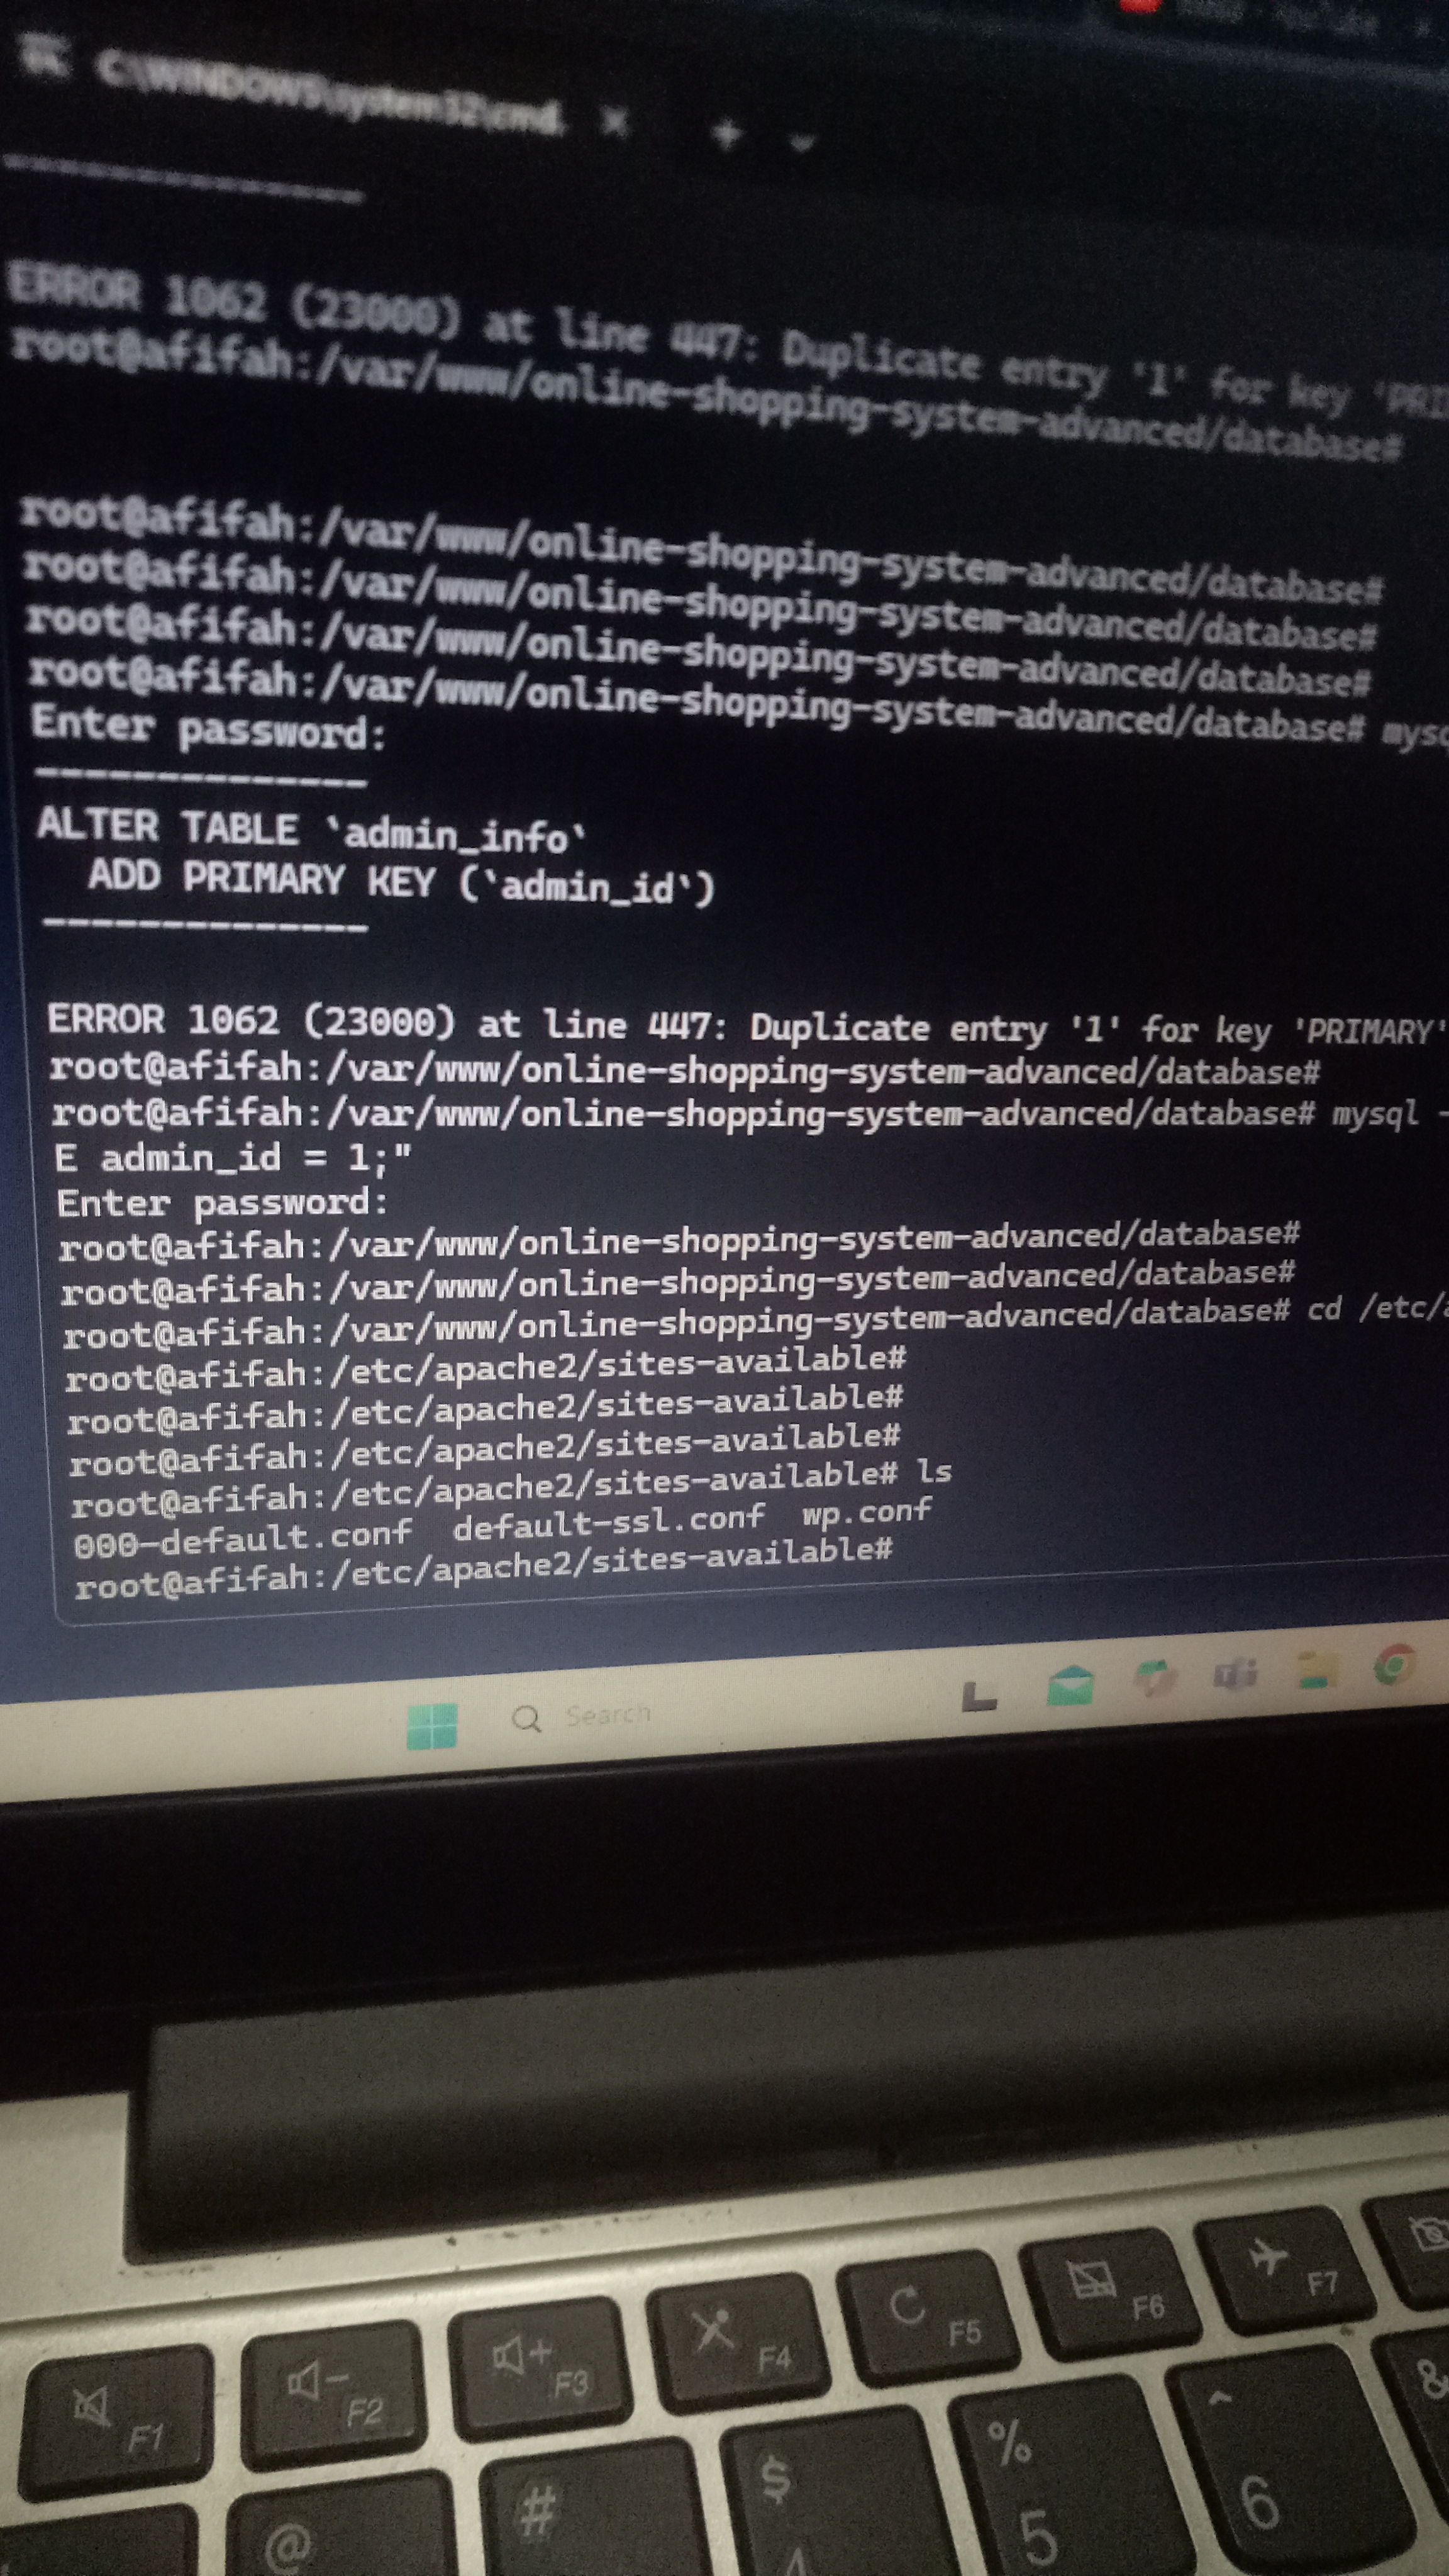 C:\WINDOWS\system32\cmd.
--------------
ERROR 1062 (23000) at line 447: Duplicate entry '1' for key 'PRI
root@afifah:/var/www/online-shopping-system-advanced/database#
root@afifah:/var/www/online-shopping-system-advanced/database#
root@afifah:/var/www/online-shopping-system-advanced/database#
root@afifah:/var/www/online-shopping-system-advanced/database#
root@afifah:/var/www/online-shopping-system-advanced/database# mysq
Enter password:
--------------
ALTER TABLE `admin_info`
ADD PRIMARY KEY (`admin_id`)
--------------
ERROR 1062 (23000) at line 447: Duplicate entry '1' for key 'PRIMARY'
root@afifah:/var/www/online-shopping-system-advanced/database#
root@afifah:/var/www/online-shopping-system-advanced/database# mysql -
E admin_id = 1;"
Enter password:
root@afifah:/var/www/online-shopping-system-advanced/database#
root@afifah:/var/www/online-shopping-system-advanced/database#
root@afifah:/var/www/online-shopping-system-advanced/database# cd /etc/
root@afifah:/etc/apache2/sites-available#
root@afifah:/etc/apache2/sites-available#
root@afifah:/etc/apache2/sites-available#
root@afifah:/etc/apache2/sites-available# ls
000-default.conf default-ssl.conf wp.conf
root@afifah:/etc/apache2/sites-available#
Search
F1 F2 F3 F4 F5 F6 F7
@ # $ % ^ &
4 5 6